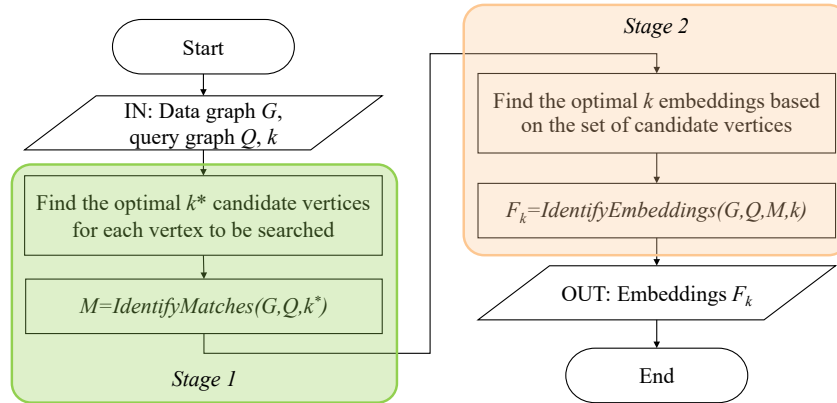 Start
IN: Data graph G,
query graph Q, k
Find the optimal k* candidate vertices
for each vertex to be searched
M=IdentifyMatches(G,Q,k*)
Stage 1
Stage 2
Find the optimal k embeddings based
on the set of candidate vertices
Fk=IdentifyEmbeddings(G,Q,M,k)
OUT: Embeddings Fk
End